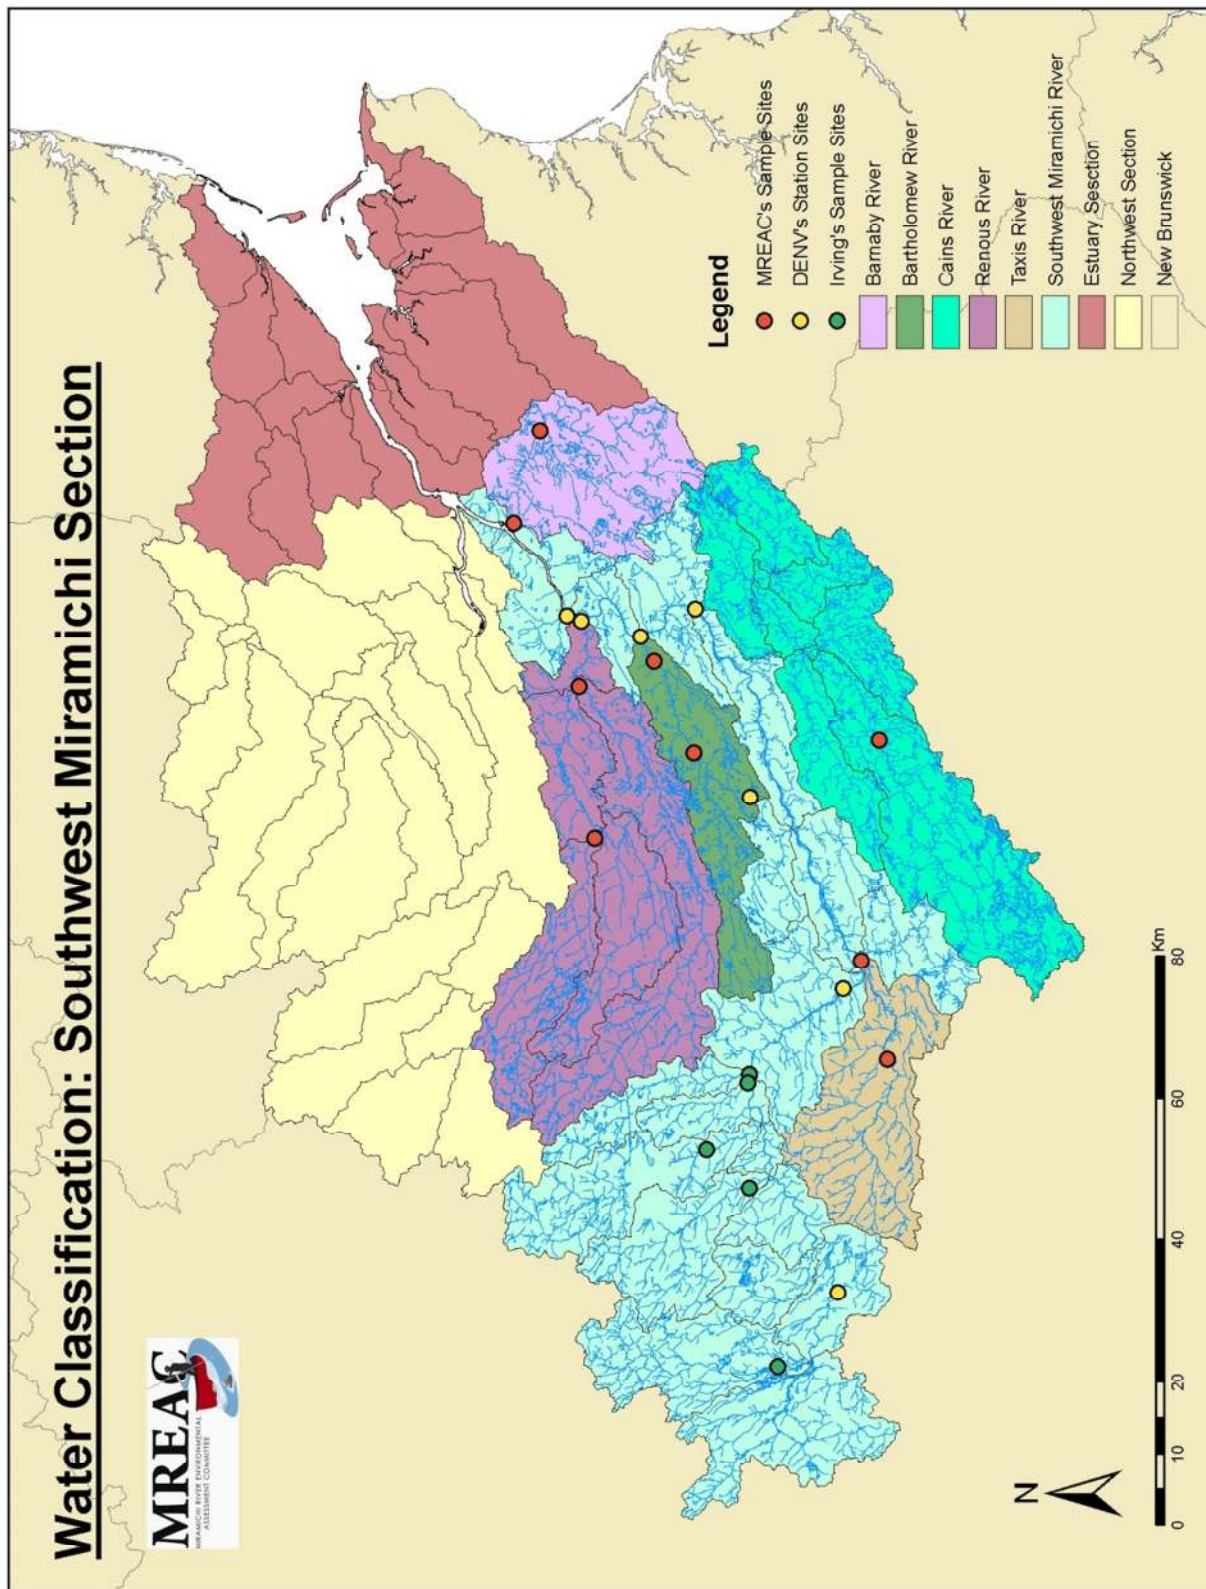 Water Classification: Southwest Miramichi Section
MREAC
MIRAMICHI RIVER ENVIRONMENTAL
ASSESSMENT COMMITTEE
Legend
MREAC's Sample Sites
DENV's Station Sites
Irving's Sample Sites
Barnaby River
Bartholomew River
Cains River
Renous River
Taxis River
Southwest Miramichi River
Estuary Sesction
Northwest Section
New Brunswick
N
0 10 20 40 60 80
Km